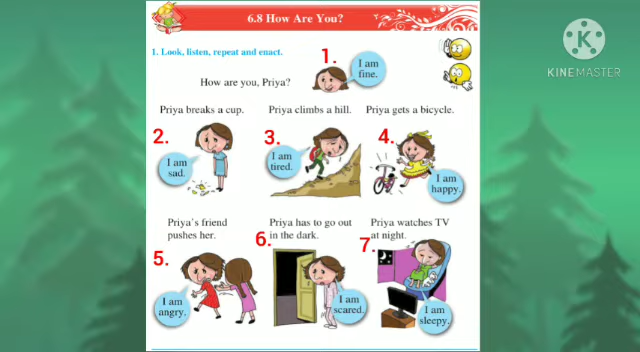 6.8 How Are You?
1. Look, listen, repeat and enact.
1.
I am
fine.
How are you, Priya?
Priya breaks a cup.
Priya climbs a hill.
Priya gets a bicycle.
2.
I am
sad.
3.
I am
tired.
4.
I am
happy.
Priya's friend
pushes her.
Priya has to go out
in the dark.
Priya watches TV
at night.
5.
I am
angry.
6.
I am
scared.
7.
I am
sleepy.
KINEMASTER